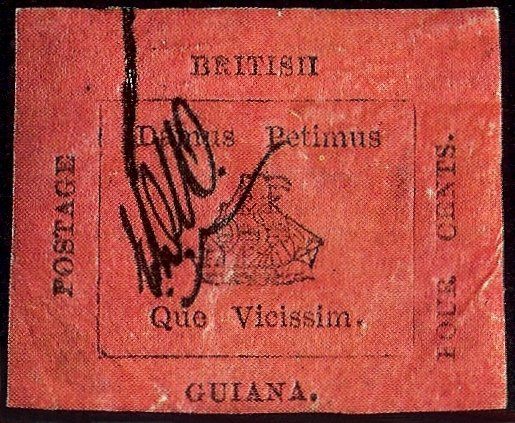 BRITISH
Damus Petimus
POSTAGE
FOUR CENTS.
Que Vicissim.
GUIANA.